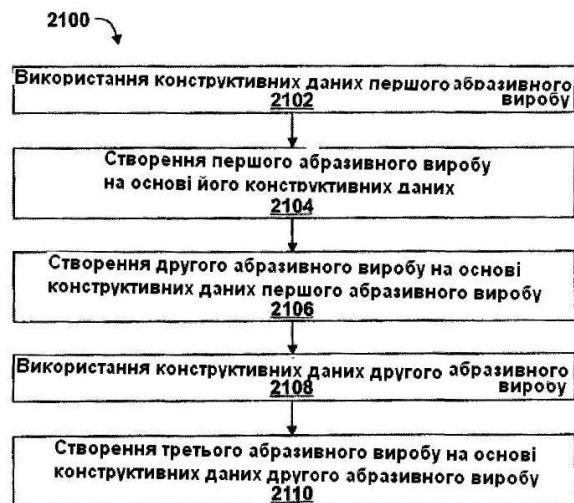 2100
Використання конструктивних даних першого абразивного
виробу
2102
Створення першого абразивного виробу
на основі його конструктивних даних
2104
Створення другого абразивного виробу на основі
конструктивних даних першого абразивного виробу
2106
Використання конструктивних даних другого абразивного
виробу
2108
Створення третього абразивного виробу на основі
конструктивних даних другого абразивного виробу
2110